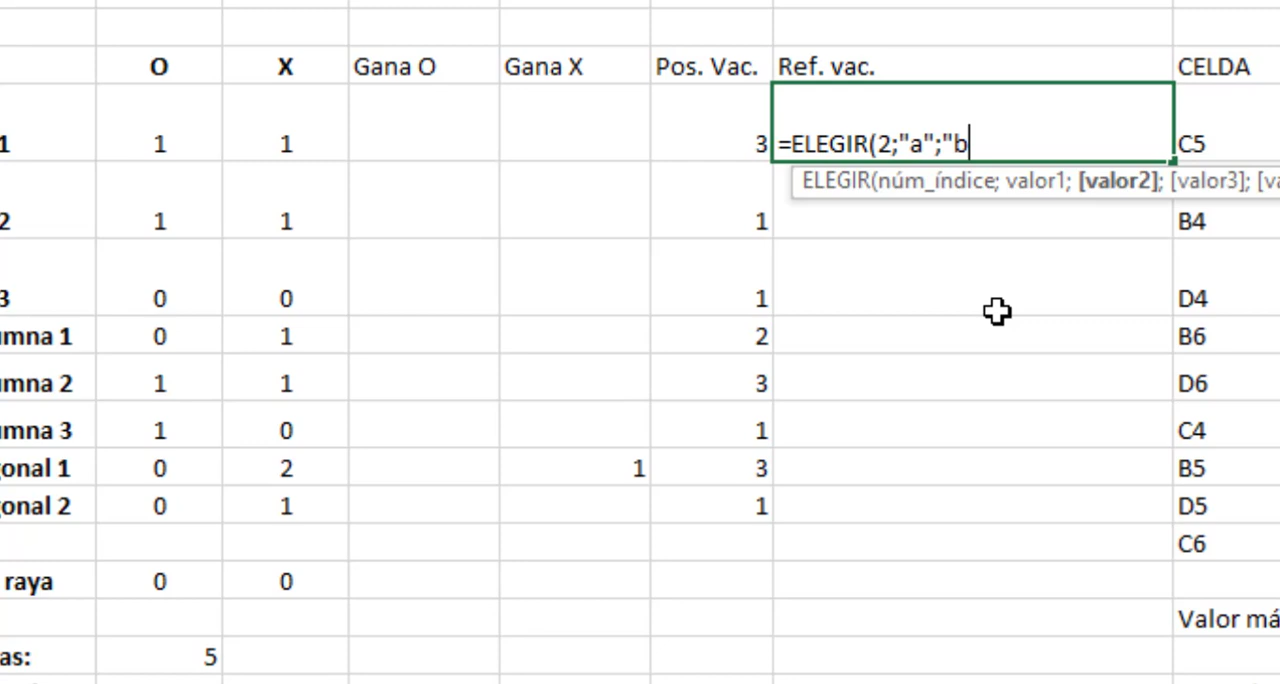 O X Gana O Gana X Pos. Vac. Ref. vac. CELDA
1 1 1 3 =ELEGIR(2;"a";"b C5
ELEGIR(núm_índice; valor1; [valor2]; [valor3]; [va
2 1 1 1 B4
3 0 0 1 D4
umna 1 0 1 2 B6
umna 2 1 1 3 D6
umna 3 1 0 1 C4
gonal 1 0 2 1 3 B5
gonal 2 0 1 1 D5
C6
raya 0 0
Valor má
as: 5